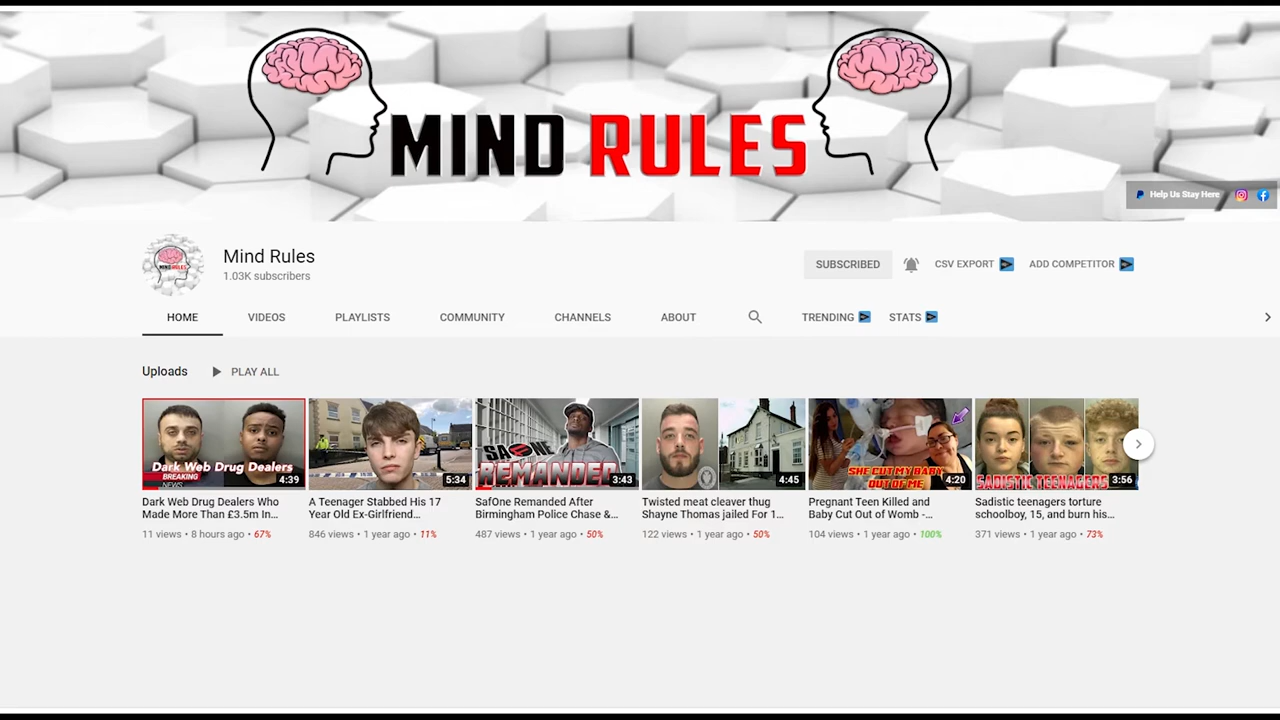 MIND RULES
Help Us Stay Here
MIND RULES
Mind Rules
1.03K subscribers
SUBSCRIBED
CSV EXPORT
ADD COMPETITOR
HOME
VIDEOS
PLAYLISTS
COMMUNITY
CHANNELS
ABOUT
TRENDING
STATS
Uploads
PLAY ALL
Dark Web Drug Dealers
BREAKING
NEWS
4:39
Dark Web Drug Dealers Who
Made More Than £3.5m In...
11 views • 8 hours ago • 67%
5:34
A Teenager Stabbed His 17
Year Old Ex-Girlfriend...
846 views • 1 year ago • 11%
REMANDED
3:43
SafOne Remanded After
Birmingham Police Chase &...
487 views • 1 year ago • 50%
4:45
Twisted meat cleaver thug
Shayne Thomas jailed For 1...
122 views • 1 year ago • 50%
SHE CUT MY BABY
OUT OF ME
4:20
Pregnant Teen Killed and
Baby Cut Out of Womb -...
104 views • 1 year ago • 100%
SADISTIC TEENAGERS
3:56
Sadistic teenagers torture
schoolboy, 15, and burn his...
371 views • 1 year ago • 73%